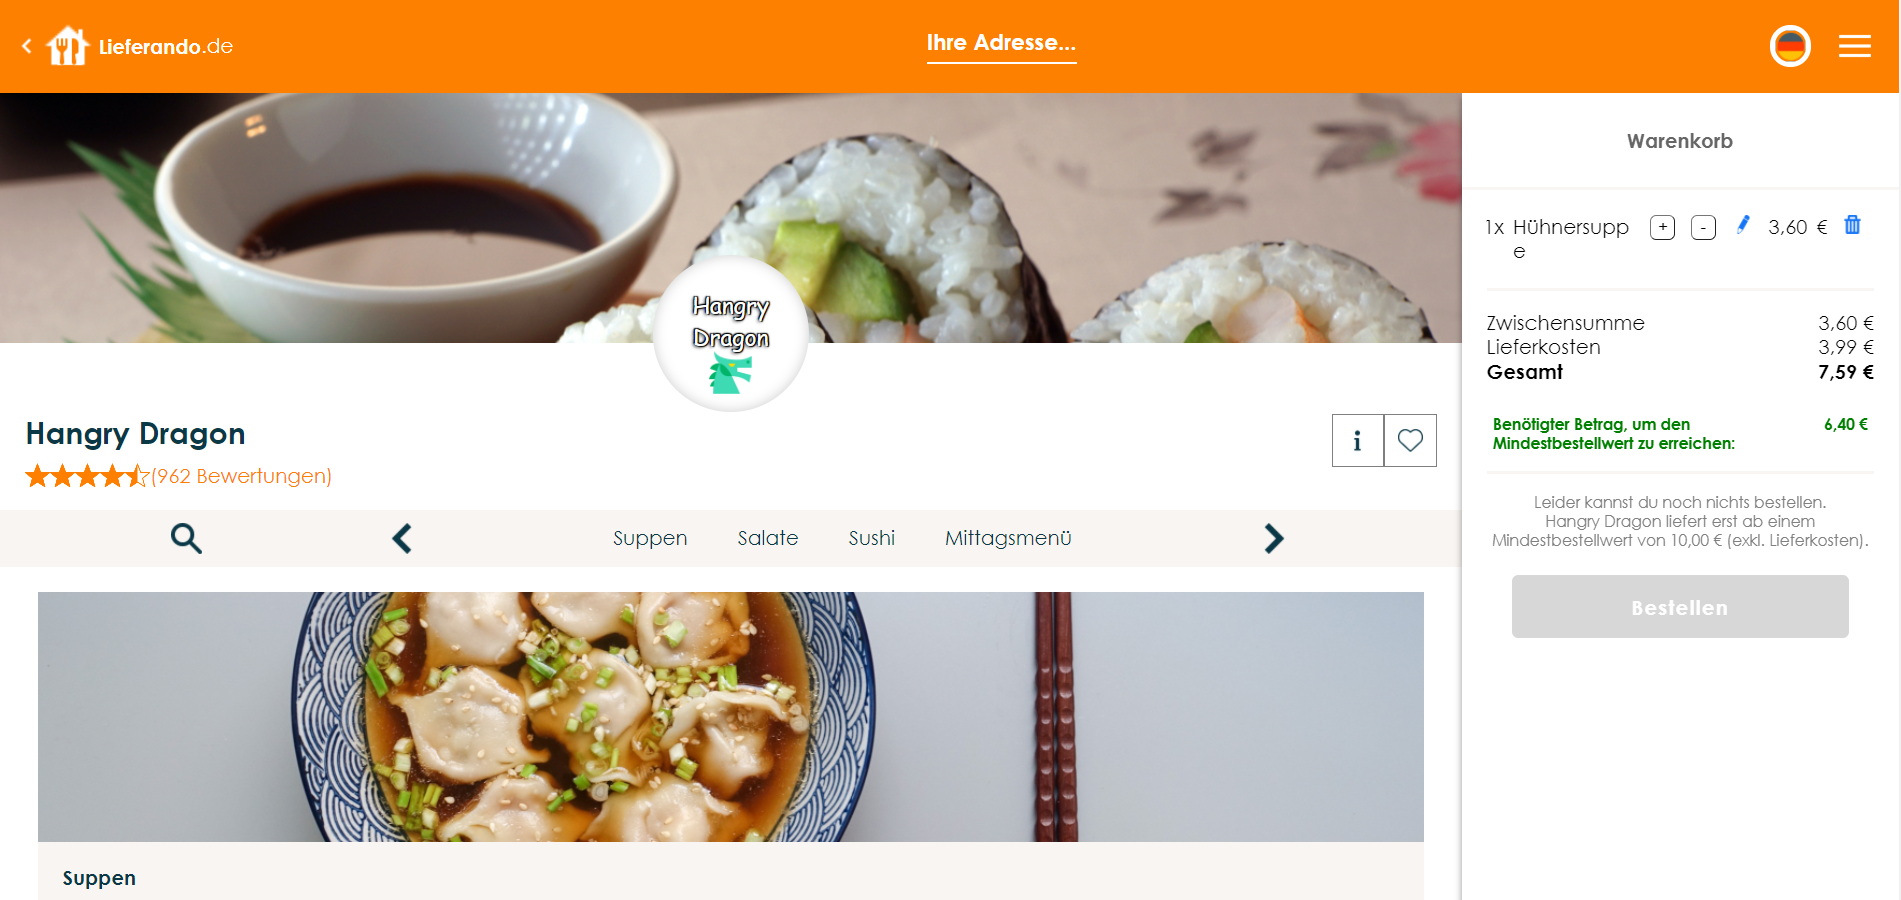 Lieferando.de
Ihre Adresse...
Hangry
Dragon
Hangry Dragon
(962 Bewertungen)
i
Suppen Salate Sushi Mittagsmenü
Suppen
Warenkorb
1x Hühnersupp + - 3,60 €
e
Zwischensumme 3,60 €
Lieferkosten 3,99 €
Gesamt 7,59 €
Benötigter Betrag, um den 6,40 €
Mindestbestellwert zu erreichen:
Leider kannst du noch nichts bestellen.
Hangry Dragon liefert erst ab einem
Mindestbestellwert von 10,00 € (exkl. Lieferkosten).
Bestellen